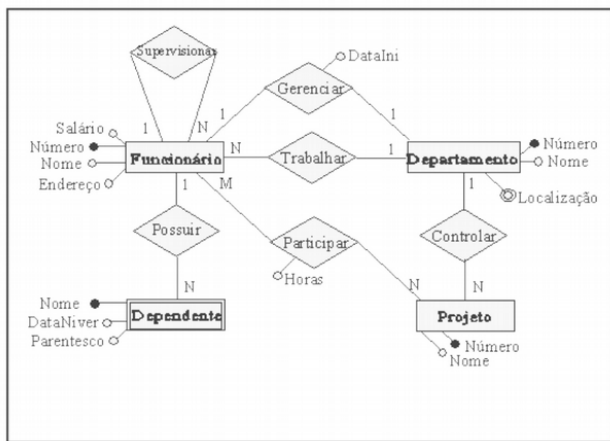 Supervisionar
DataIni
Gerenciar
1
1
Salário
1
N
Número
Funcionário
N
Trabalhar
1
Departamento
Número
Nome
Nome
Endereço
1
M
1
Localização
Possuir
Participar
Controlar
Horas
N
N
N
Nome
Dependente
Projeto
DataNiver
Parentesco
Número
Nome